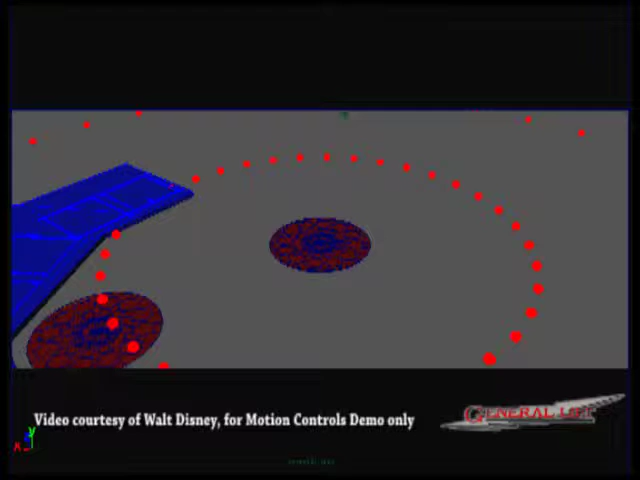 Video courtesy of Walt Disney, for Motion Controls Demo only
GENERAL LIFT
y
x